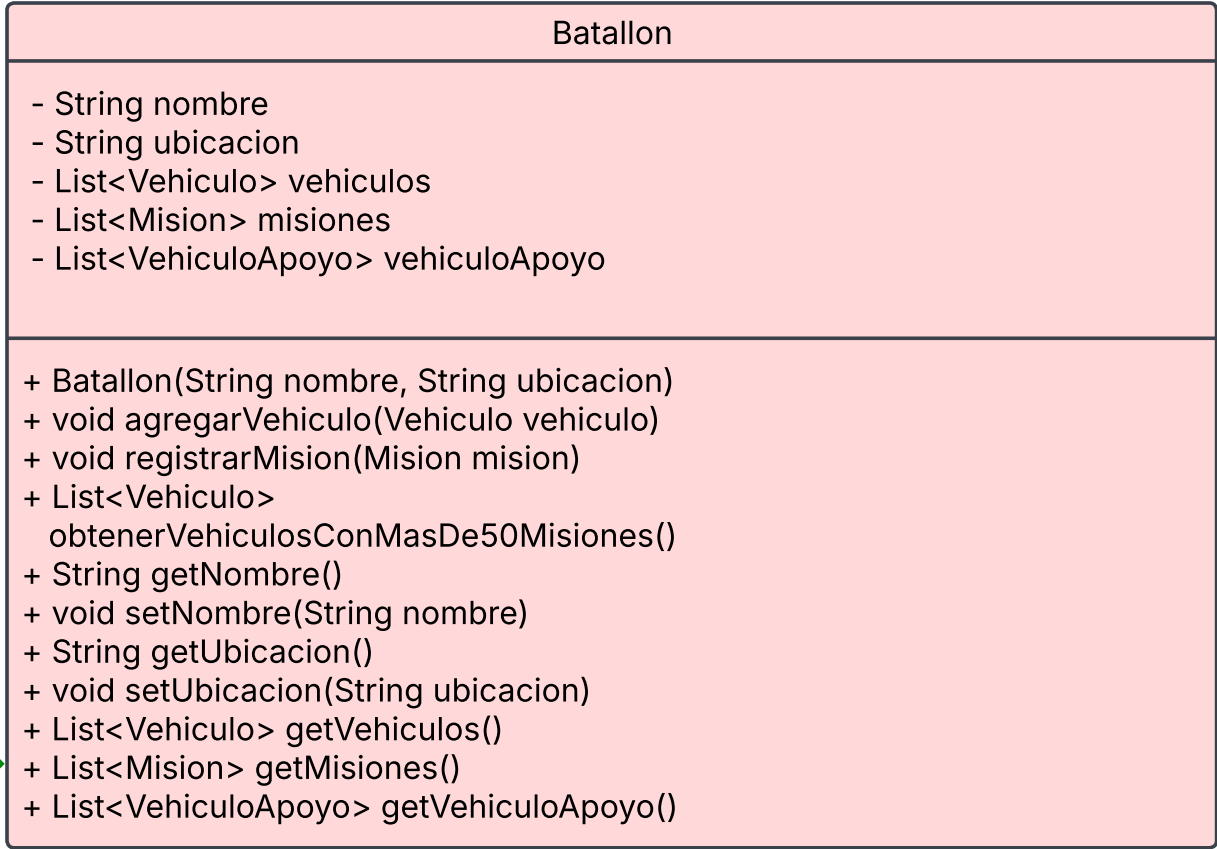 Batallon
- String nombre
- String ubicacion
- List<Vehiculo> vehiculos
- List<Mision> misiones
- List<VehiculoApoyo> vehiculoApoyo
+ Batallon(String nombre, String ubicacion)
+ void agregarVehiculo(Vehiculo vehiculo)
+ void registrarMision(Mision mision)
+ List<Vehiculo>
obtenerVehiculosConMasDe50Misiones()
+ String getNombre()
+ void setNombre(String nombre)
+ String getUbicacion()
+ void setUbicacion(String ubicacion)
+ List<Vehiculo> getVehiculos()
+ List<Mision> getMisiones()
+ List<VehiculoApoyo> getVehiculoApoyo()